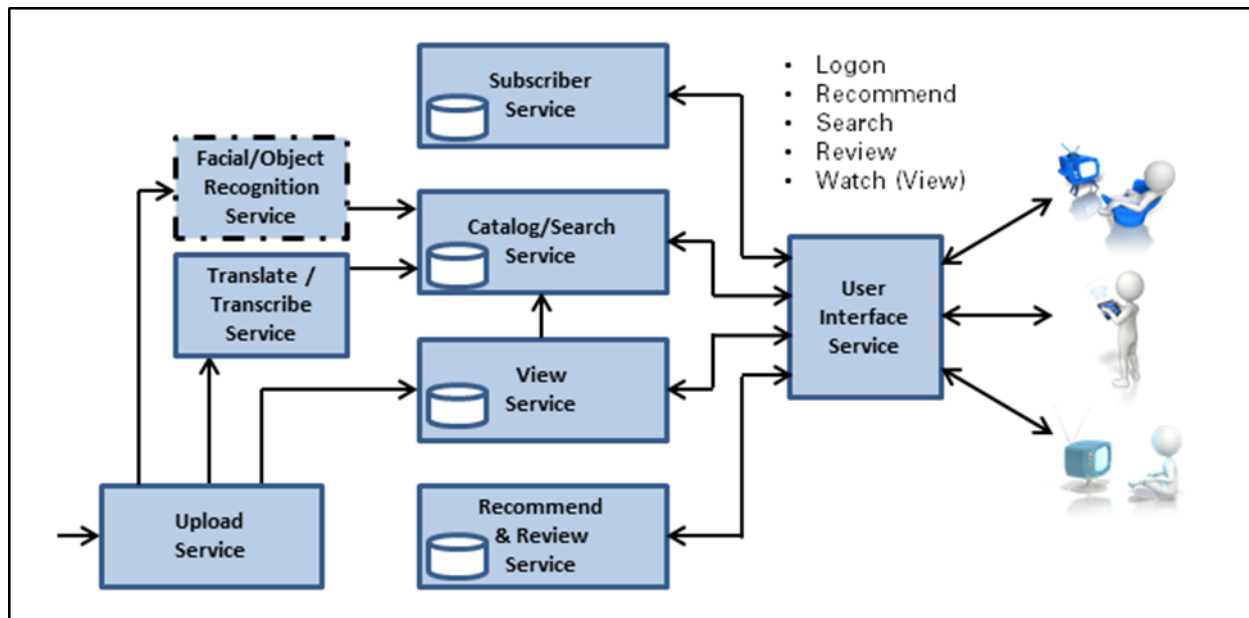 Subscriber
Service
• Logon
• Recommend
• Search
• Review
• Watch (View)
Facial/Object
Recognition
Service
Catalog/Search
Service
Translate /
Transcribe
Service
User
Interface
Service
View
Service
Upload
Service
Recommend
& Review
Service